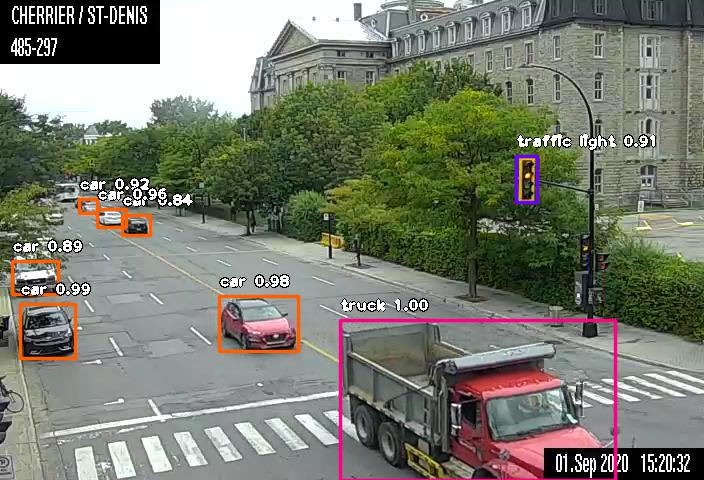 CHERRIER / ST-DENIS
485-297
traffic light 0.91
car 0.92
car 0.96
car 0.84
car 0.89
car 0.98
car 0.99
truck 1.00
01.Sep 2020 15:20:32